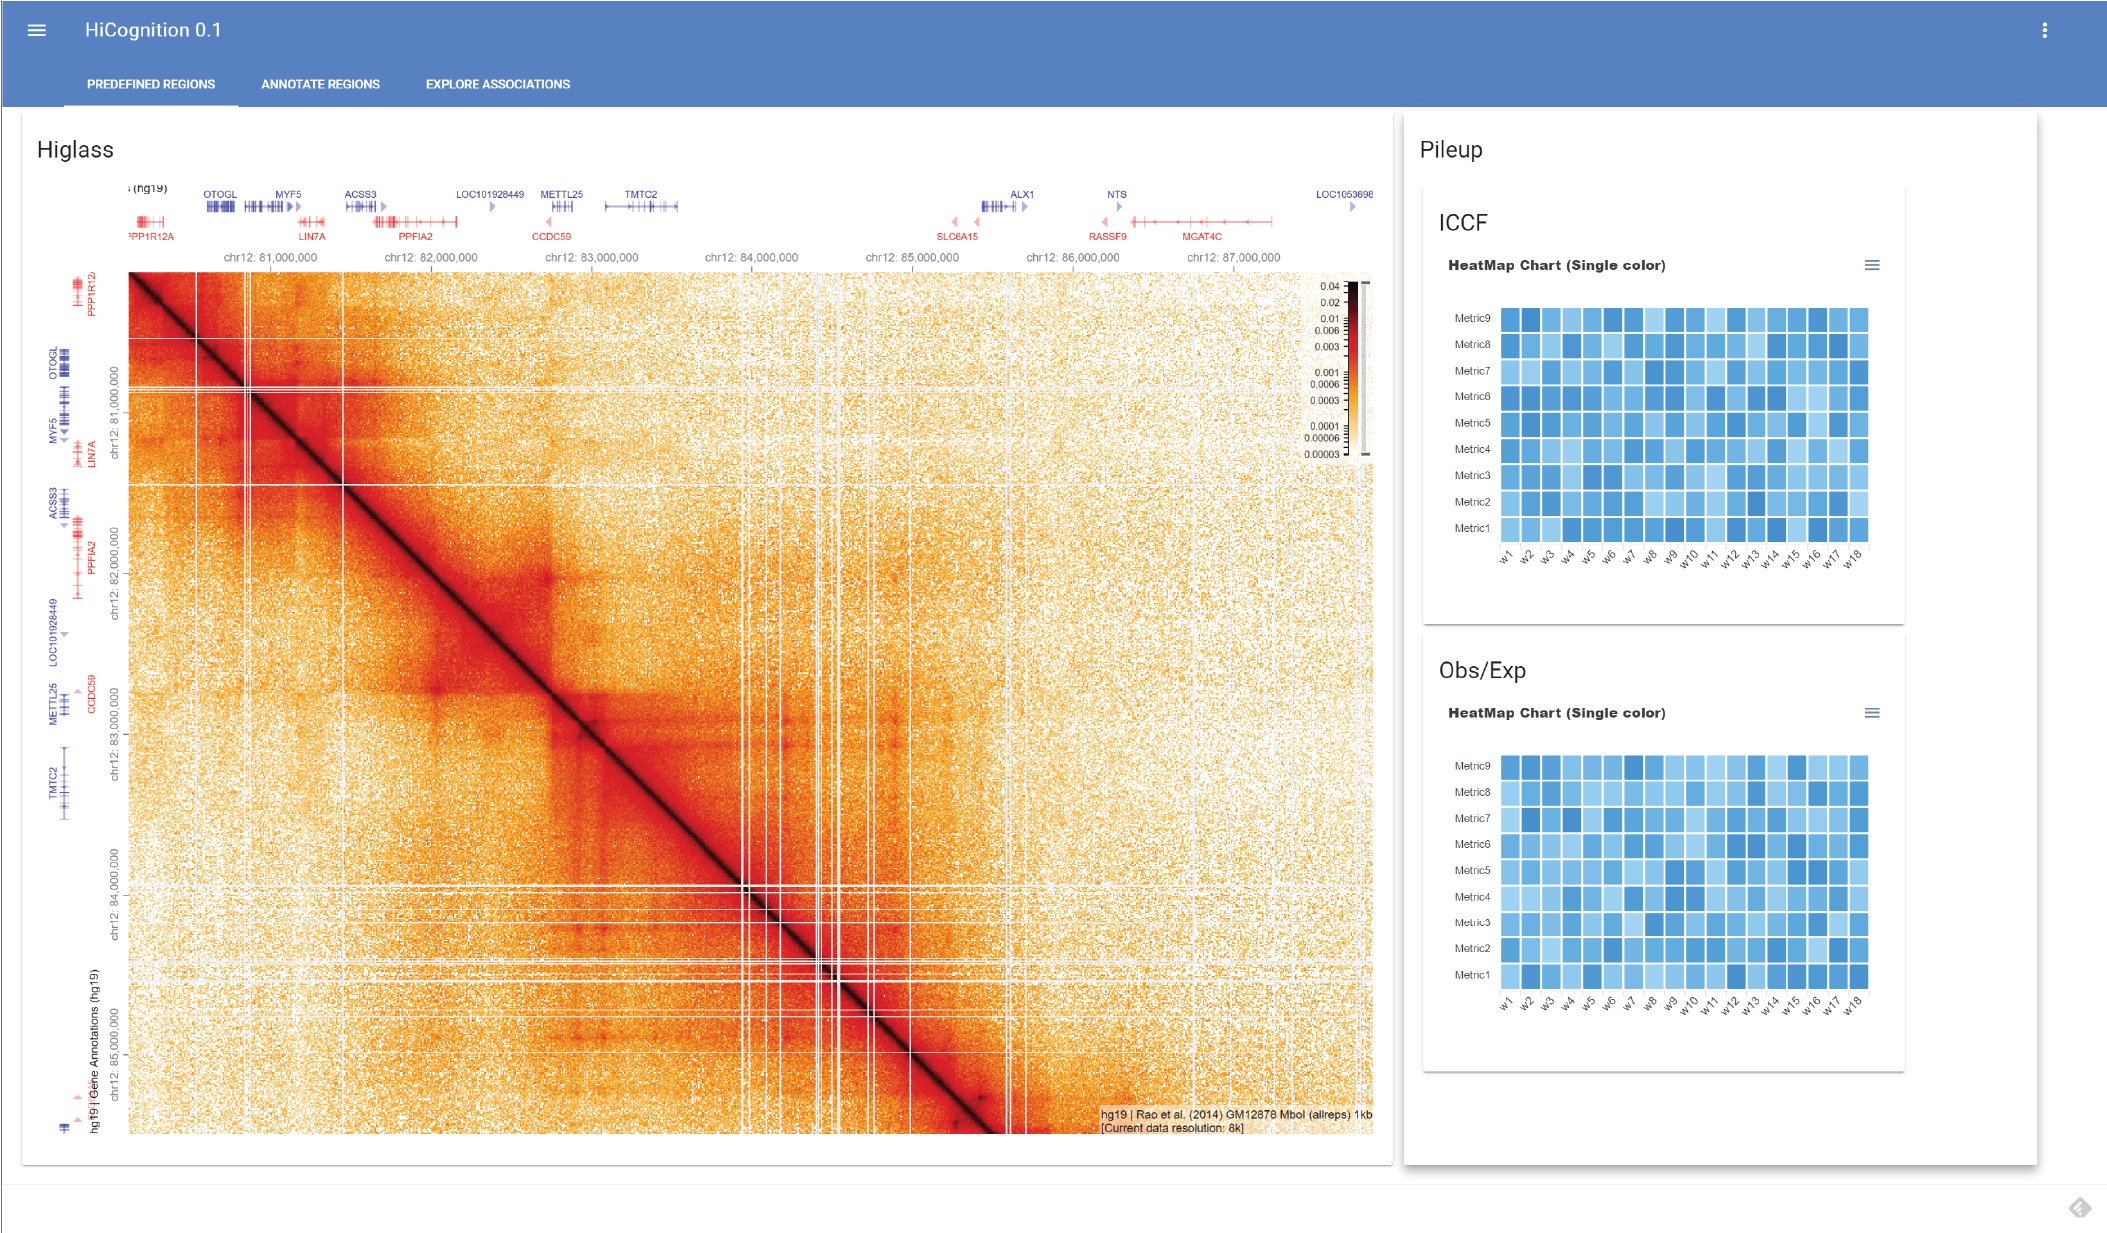 HiCognition 0.1
PREDEFINED REGIONS ANNOTATE REGIONS EXPLORE ASSOCIATIONS
Higlass
(hg19)
OTOGL MYF5 ACSS3 LOC101928449 METTL25 TMTC2 ALX1 NTS LOC1053698
PPP1R12A LIN7A PPFIA2 CCDC59 SLC6A15 RASSF9 MGAT4C
chr12: 81,000,000 chr12: 82,000,000 chr12: 83,000,000 chr12: 84,000,000 chr12: 85,000,000 chr12: 86,000,000 chr12: 87,000,000
PPP1R12
OTOGL
MYF5
LIN7A
ACSS3
PPFIA2
LOC101928449
CCDC59
METTL25
TMTC2
chr12: 81,000,000
chr12: 82,000,000
chr12: 83,000,000
chr12: 84,000,000
chr12: 85,000,000
hg19 | Gene Annotations (hg19)
0.04
0.02
0.01
0.006
0.003
0.001
0.0006
0.0003
0.0001
0.00006
0.00003
hg19 | Rao et al. (2014) GM12878 MboI (allreps) 1kb
[Current data resolution: 8k]
Pileup
ICCF
HeatMap Chart (Single color)
Metric9
Metric8
Metric7
Metric6
Metric5
Metric4
Metric3
Metric2
Metric1
w1 w2 w3 w4 w5 w6 w7 w8 w9 w10 w11 w12 w13 w14 w15 w16 w17 w18
Obs/Exp
HeatMap Chart (Single color)
Metric9
Metric8
Metric7
Metric6
Metric5
Metric4
Metric3
Metric2
Metric1
w1 w2 w3 w4 w5 w6 w7 w8 w9 w10 w11 w12 w13 w14 w15 w16 w17 w18